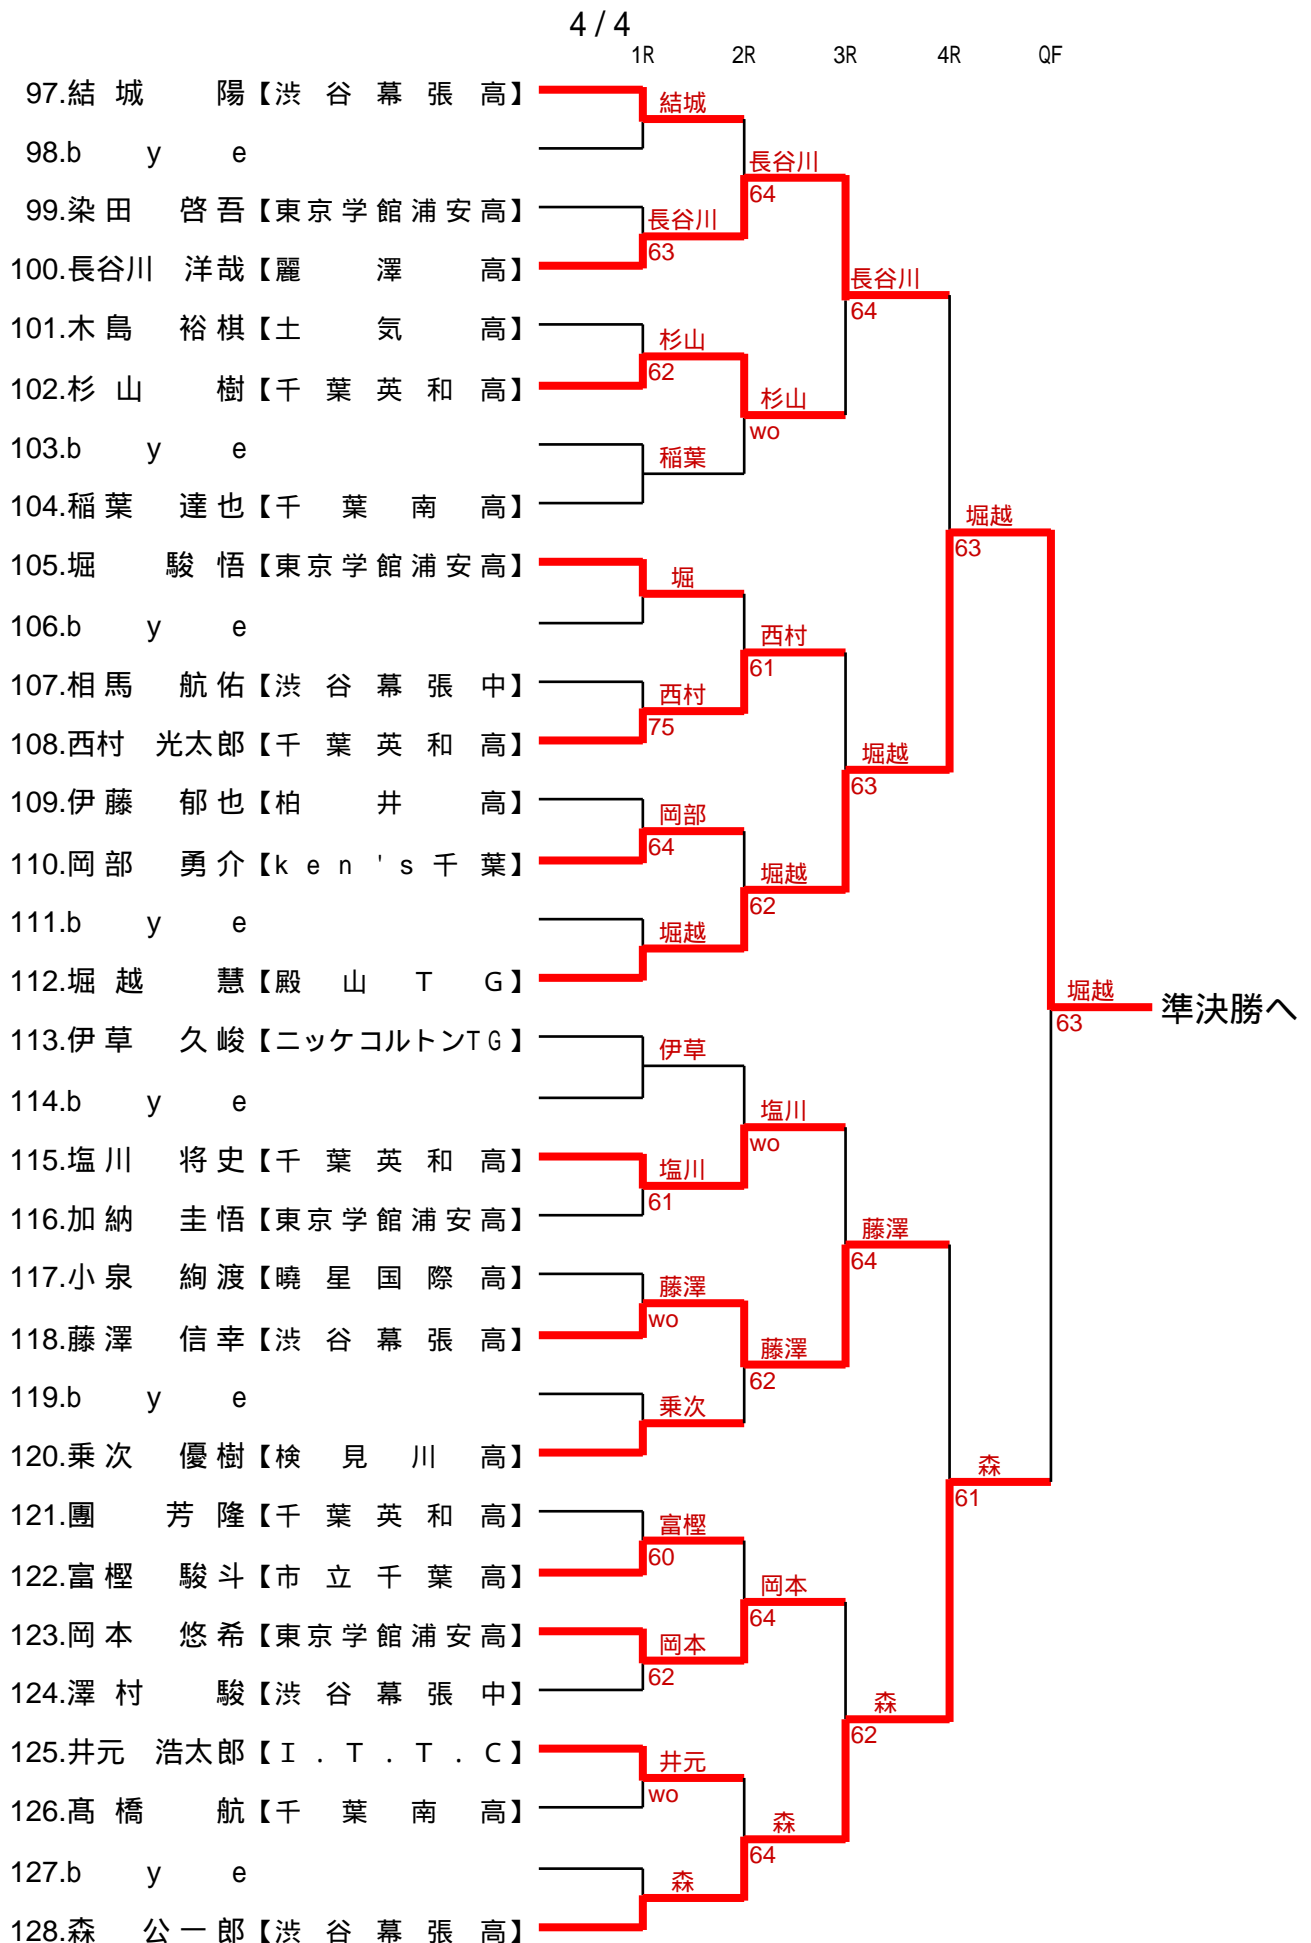 4/4
1R 2R 3R 4R QF
97.結城 陽【渋谷幕張高】
結城
98.bye
長谷川
64
99.染田 啓吾【東京学館浦安高】
長谷川
63
100.長谷川 洋哉【麗澤高】
長谷川
64
101.木島 裕棋【土気高】
杉山
62
102.杉山 樹【千葉英和高】
杉山
wo
103.bye
稲葉
104.稲葉 達也【千葉南高】
堀越
63
105.堀 駿悟【東京学館浦安高】
堀
106.bye
西村
61
107.相馬 航佑【渋谷幕張中】
西村
75
108.西村 光太郎【千葉英和高】
堀越
63
109.伊藤 郁也【柏井高】
岡部
64
110.岡部 勇介【ken's千葉】
堀越
62
111.bye
堀越
112.堀越 慧【殿山TG】
堀越
63
準決勝へ
113.伊草 久峻【ニッケコルトンTG】
伊草
114.bye
塩川
wo
115.塩川 将史【千葉英和高】
塩川
61
116.加納 圭悟【東京学館浦安高】
藤澤
64
117.小泉 絢渡【曉星国際高】
藤澤
wo
118.藤澤 信幸【渋谷幕張高】
藤澤
62
119.bye
乗次
120.乗次 優樹【検見川高】
森
61
121.團 芳隆【千葉英和高】
富樫
60
122.富樫 駿斗【市立千葉高】
岡本
64
123.岡本 悠希【東京学館浦安高】
岡本
62
124.澤村 駿【渋谷幕張中】
森
62
125.井元 浩太郎【I.T.T.C】
井元
wo
126.髙橋 航【千葉南高】
森
64
127.bye
森
128.森 公一郎【渋谷幕張高】